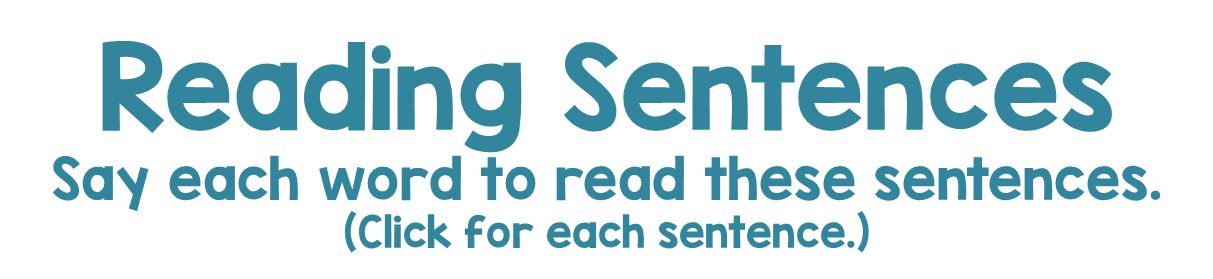 Reading Sentences
Say each word to read these sentences.
(Click for each sentence.)